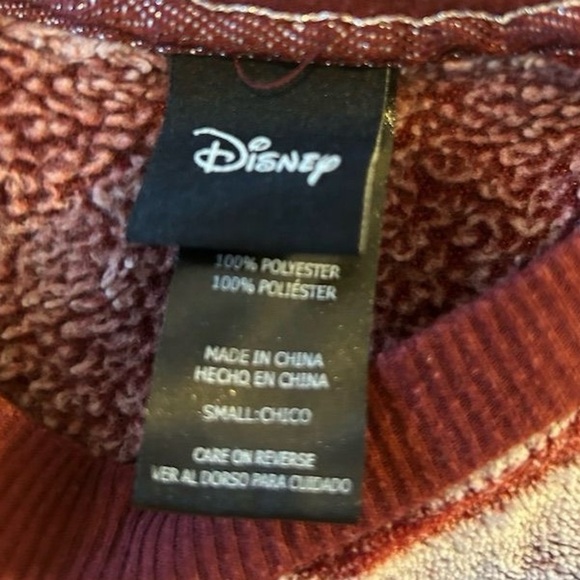 Disney
100% POLYESTER
100% POLIÉSTER
MADE IN CHINA
HECHO EN CHINA
SMALL:CHICO
CARE ON REVERSE
VER AL DORSO PARA CUIDADO